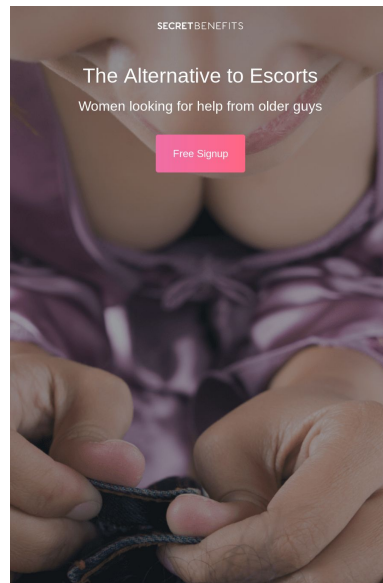 SECRETBENEFITS
The Alternative to Escorts
Women looking for help from older guys
Free Signup